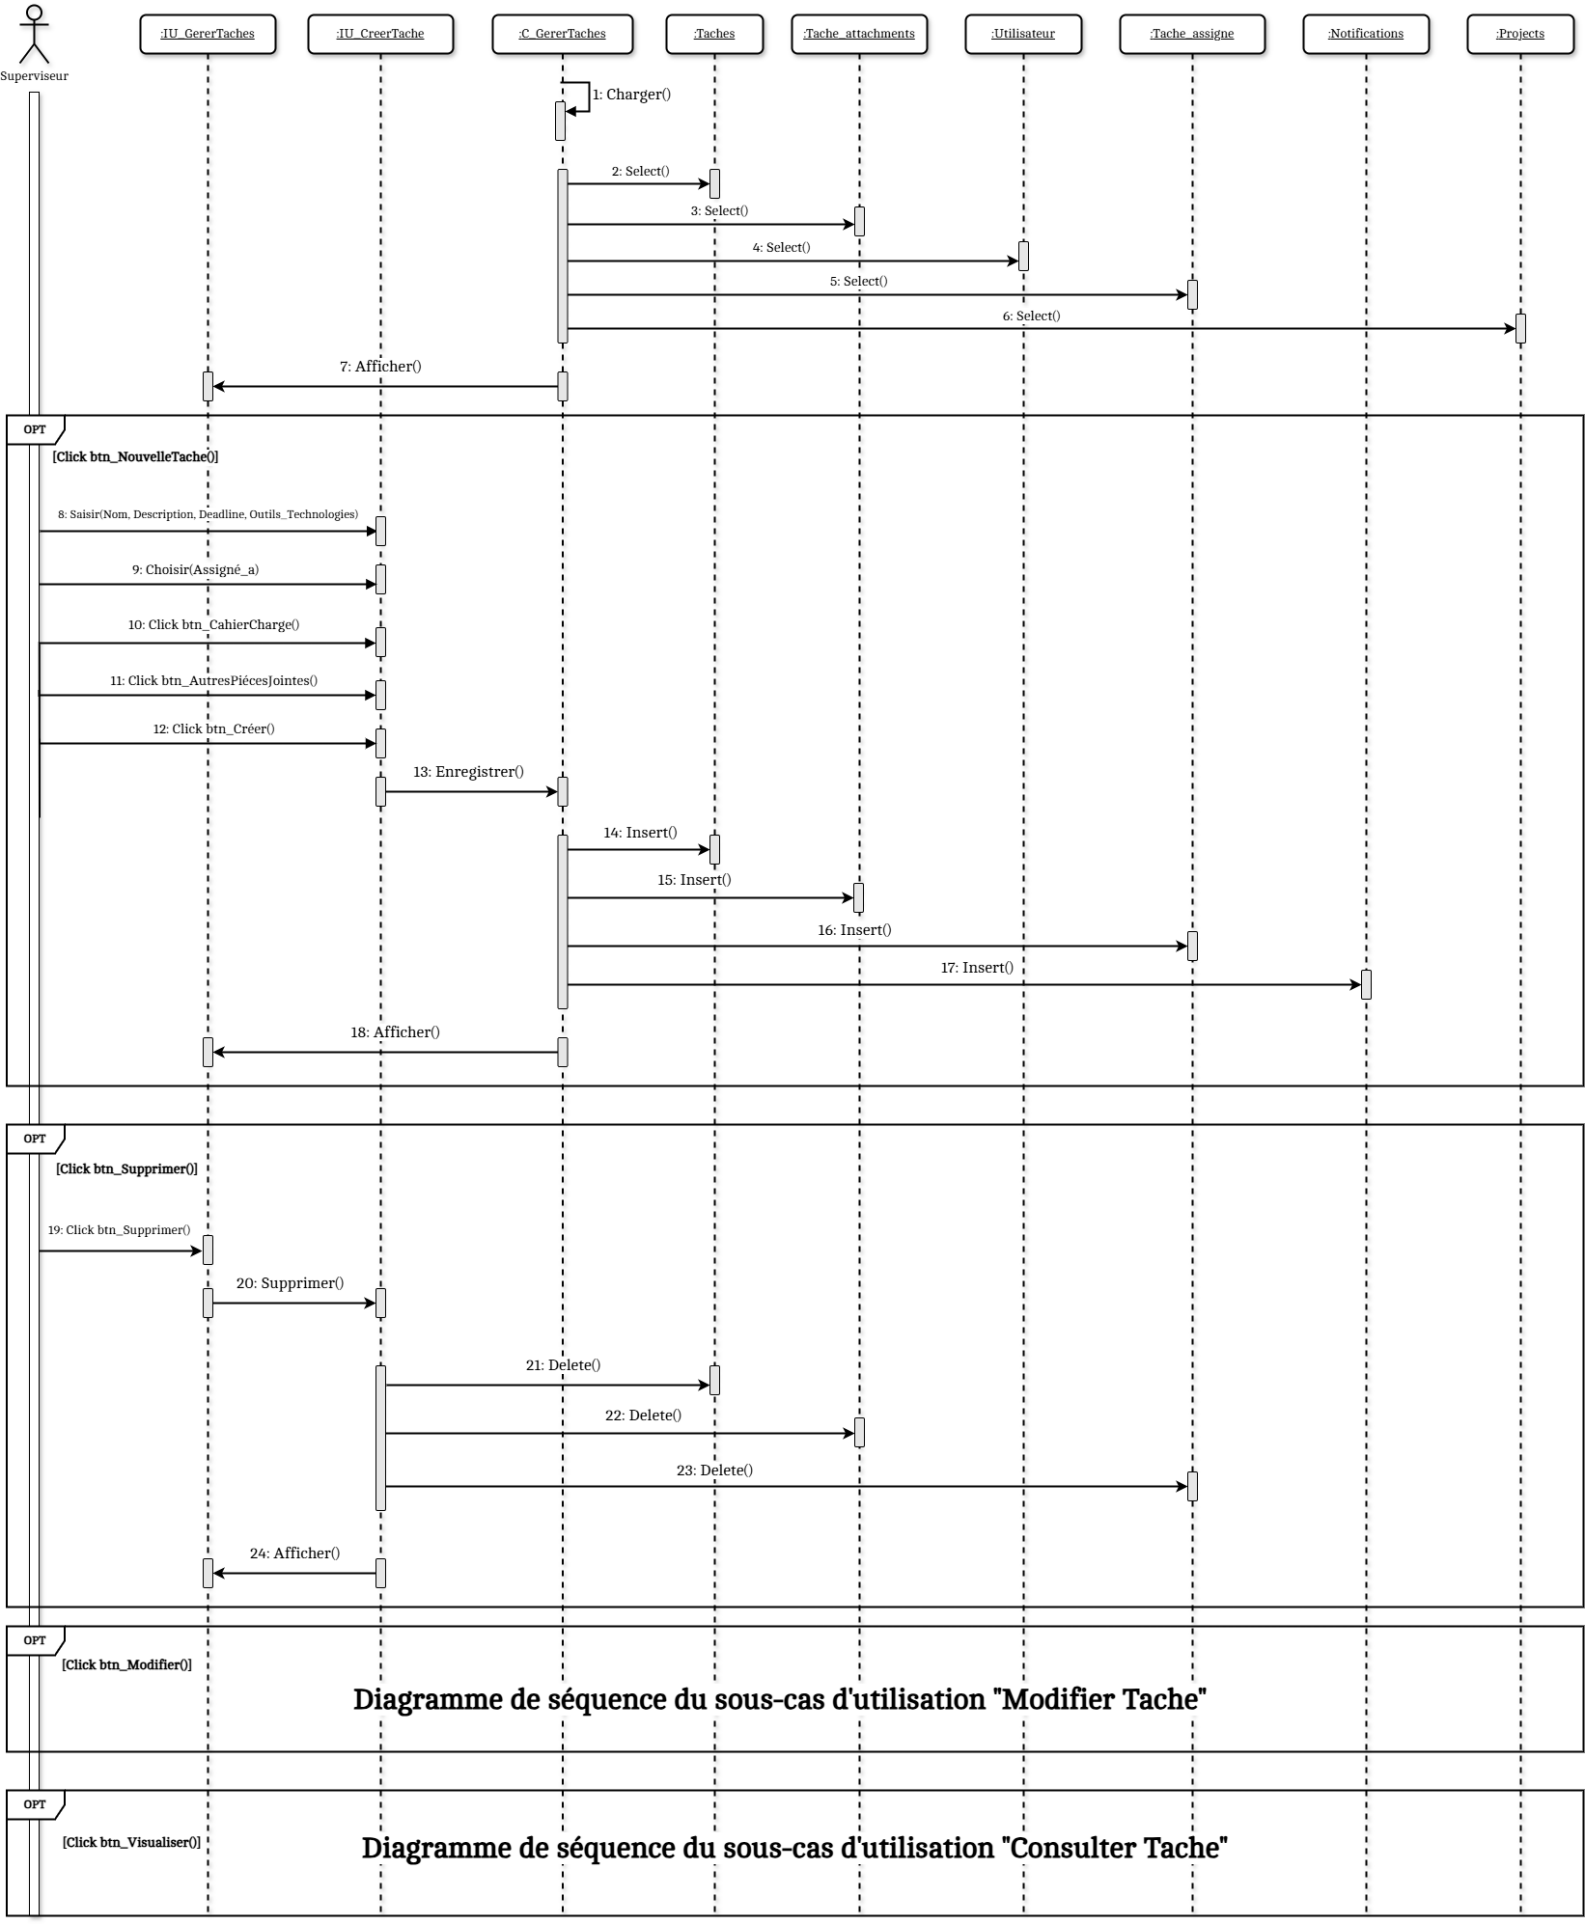 Superviseur
:IU_GererTaches
:IU_CreerTache
:C_GererTaches
:Taches
:Tache_attachments
:Utilisateur
:Tache_assigne
:Notifications
:Projects
1: Charger()
2: Select()
3: Select()
4: Select()
5: Select()
6: Select()
7: Afficher()
OPT
[Click btn_NouvelleTache()]
8: Saisir(Nom, Description, Deadline, Outils_Technologies)
9: Choisir(Assigné_a)
10: Click btn_CahierCharge()
11: Click btn_AutresPiécesJointes()
12: Click btn_Créer()
13: Enregistrer()
14: Insert()
15: Insert()
16: Insert()
17: Insert()
18: Afficher()
OPT
[Click btn_Supprimer()]
19: Click btn_Supprimer()
20: Supprimer()
21: Delete()
22: Delete()
23: Delete()
24: Afficher()
OPT
[Click btn_Modifier()]
Diagramme de séquence du sous-cas d'utilisation "Modifier Tache"
OPT
[Click btn_Visualiser()]
Diagramme de séquence du sous-cas d'utilisation "Consulter Tache"